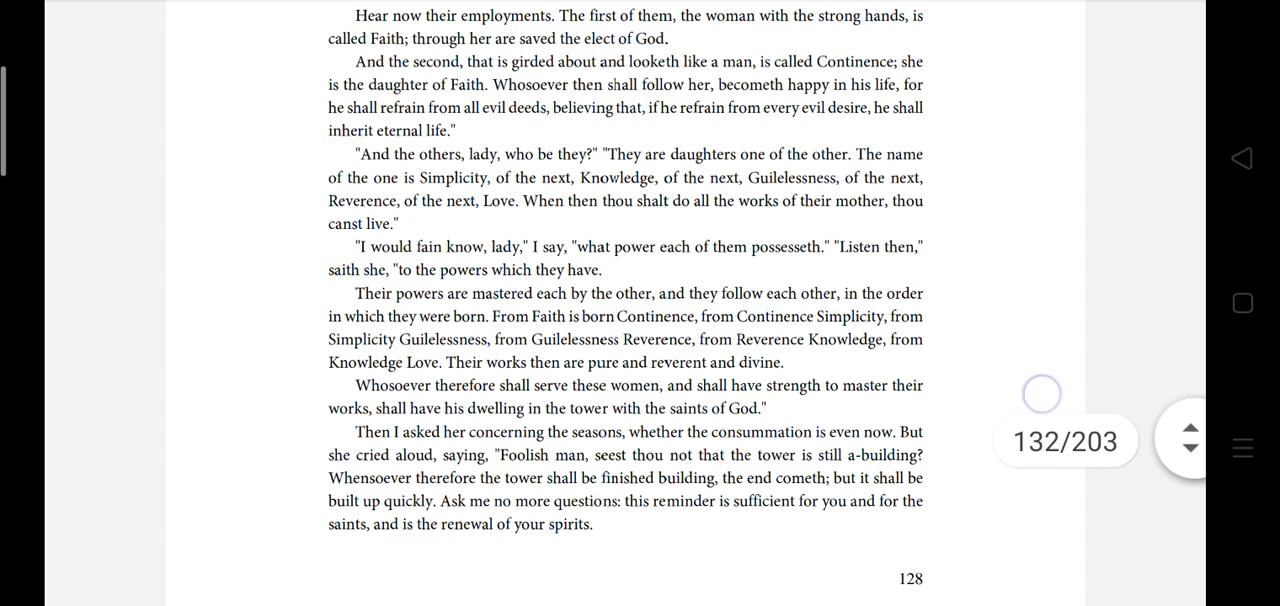 Hear now their employments. The first of them, the woman with the strong hands, is
called Faith; through her are saved the elect of God.
And the second, that is girded about and looketh like a man, is called Continence; she
is the daughter of Faith. Whosoever then shall follow her, becometh happy in his life, for
he shall refrain from all evil deeds, believing that, if he refrain from every evil desire, he shall
inherit eternal life."
"And the others, lady, who be they?" "They are daughters one of the other. The name
of the one is Simplicity, of the next, Knowledge, of the next, Guilelessness, of the next,
Reverence, of the next, Love. When then thou shalt do all the works of their mother, thou
canst live."
"I would fain know, lady," I say, "what power each of them possesseth." "Listen then,"
saith she, "to the powers which they have.
Their powers are mastered each by the other, and they follow each other, in the order
in which they were born. From Faith is born Continence, from Continence Simplicity, from
Simplicity Guilelessness, from Guilelessness Reverence, from Reverence Knowledge, from
Knowledge Love. Their works then are pure and reverent and divine.
Whosoever therefore shall serve these women, and shall have strength to master their
works, shall have his dwelling in the tower with the saints of God."
Then I asked her concerning the seasons, whether the consummation is even now. But
she cried aloud, saying, "Foolish man, seest thou not that the tower is still a-building?
Whensoever therefore the tower shall be finished building, the end cometh; but it shall be
built up quickly. Ask me no more questions: this reminder is sufficient for you and for the
saints, and is the renewal of your spirits.
132/203
128